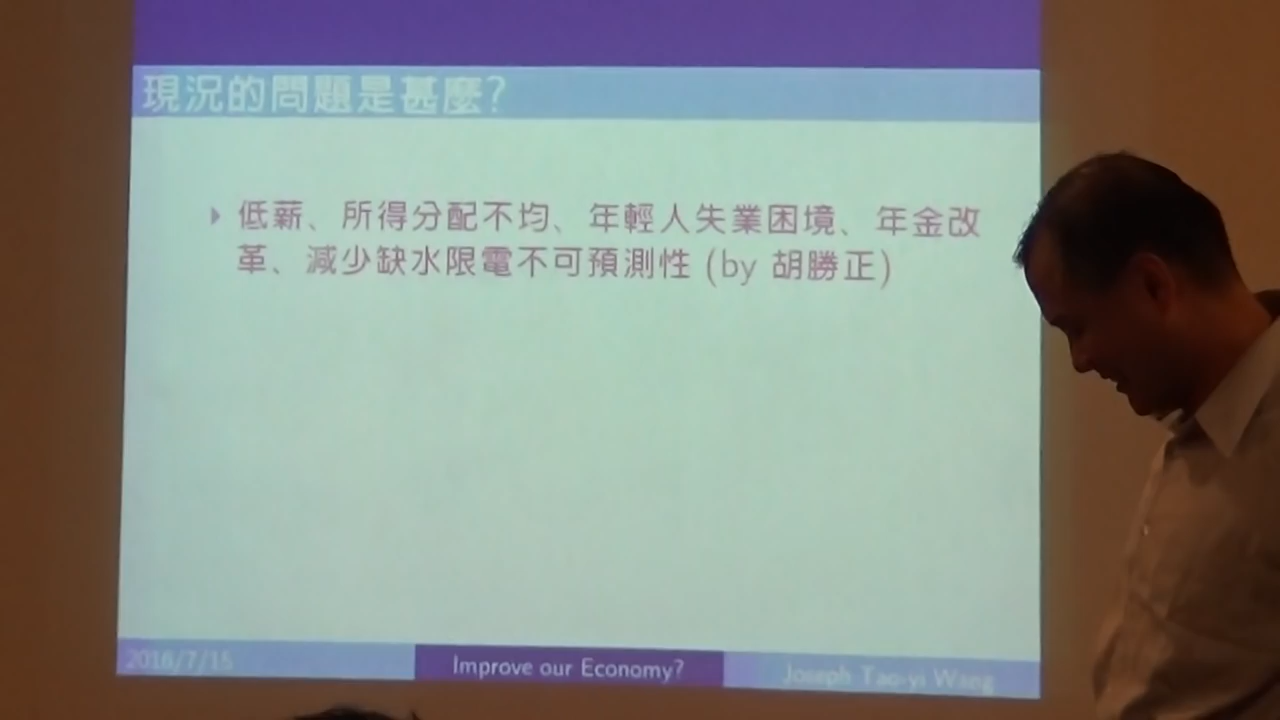 現況的問題是甚麼?
低薪、所得分配不均、年輕人失業困境、年金改
革、減少缺水限電不可預測性 (by 胡勝正)
2016/7/15
Improve our Economy?
Joseph Tao-yi Wang